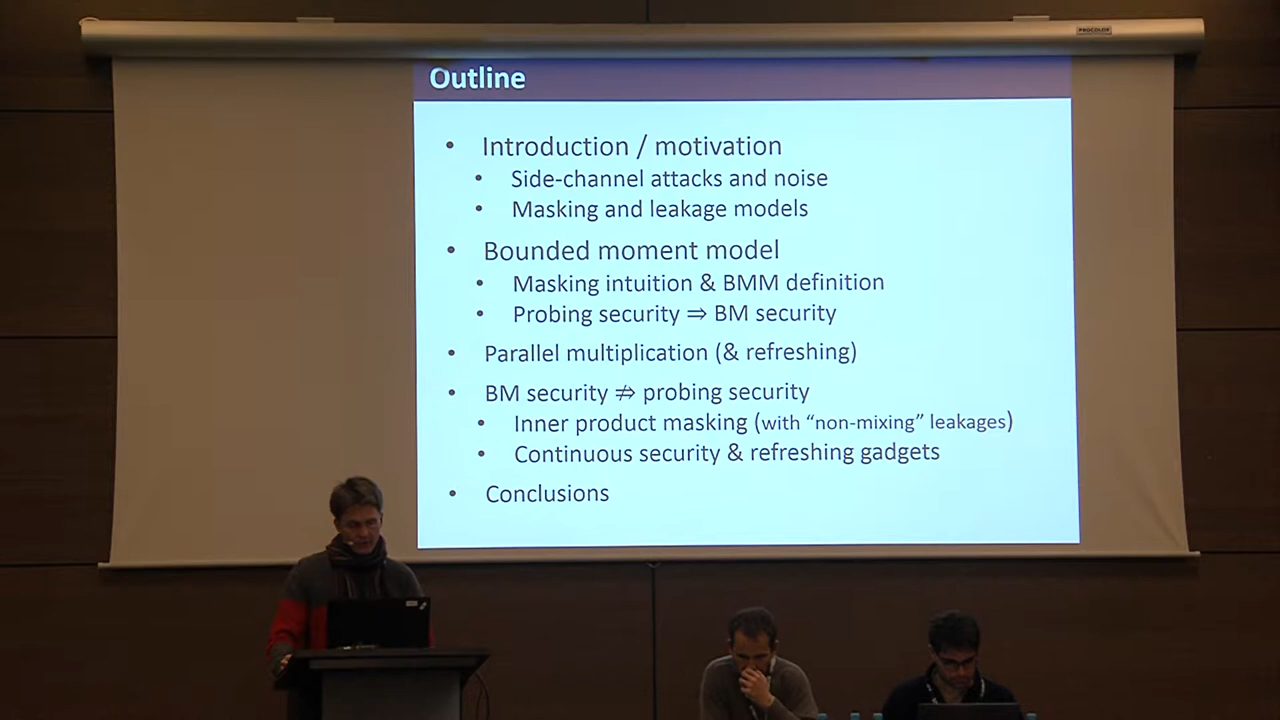 PROCOLOR
Outline
• Introduction / motivation
• Side-channel attacks and noise
• Masking and leakage models
• Bounded moment model
• Masking intuition & BMM definition
• Probing security ⇒ BM security
• Parallel multiplication (& refreshing)
• BM security ⇏ probing security
• Inner product masking (with “non-mixing” leakages)
• Continuous security & refreshing gadgets
• Conclusions